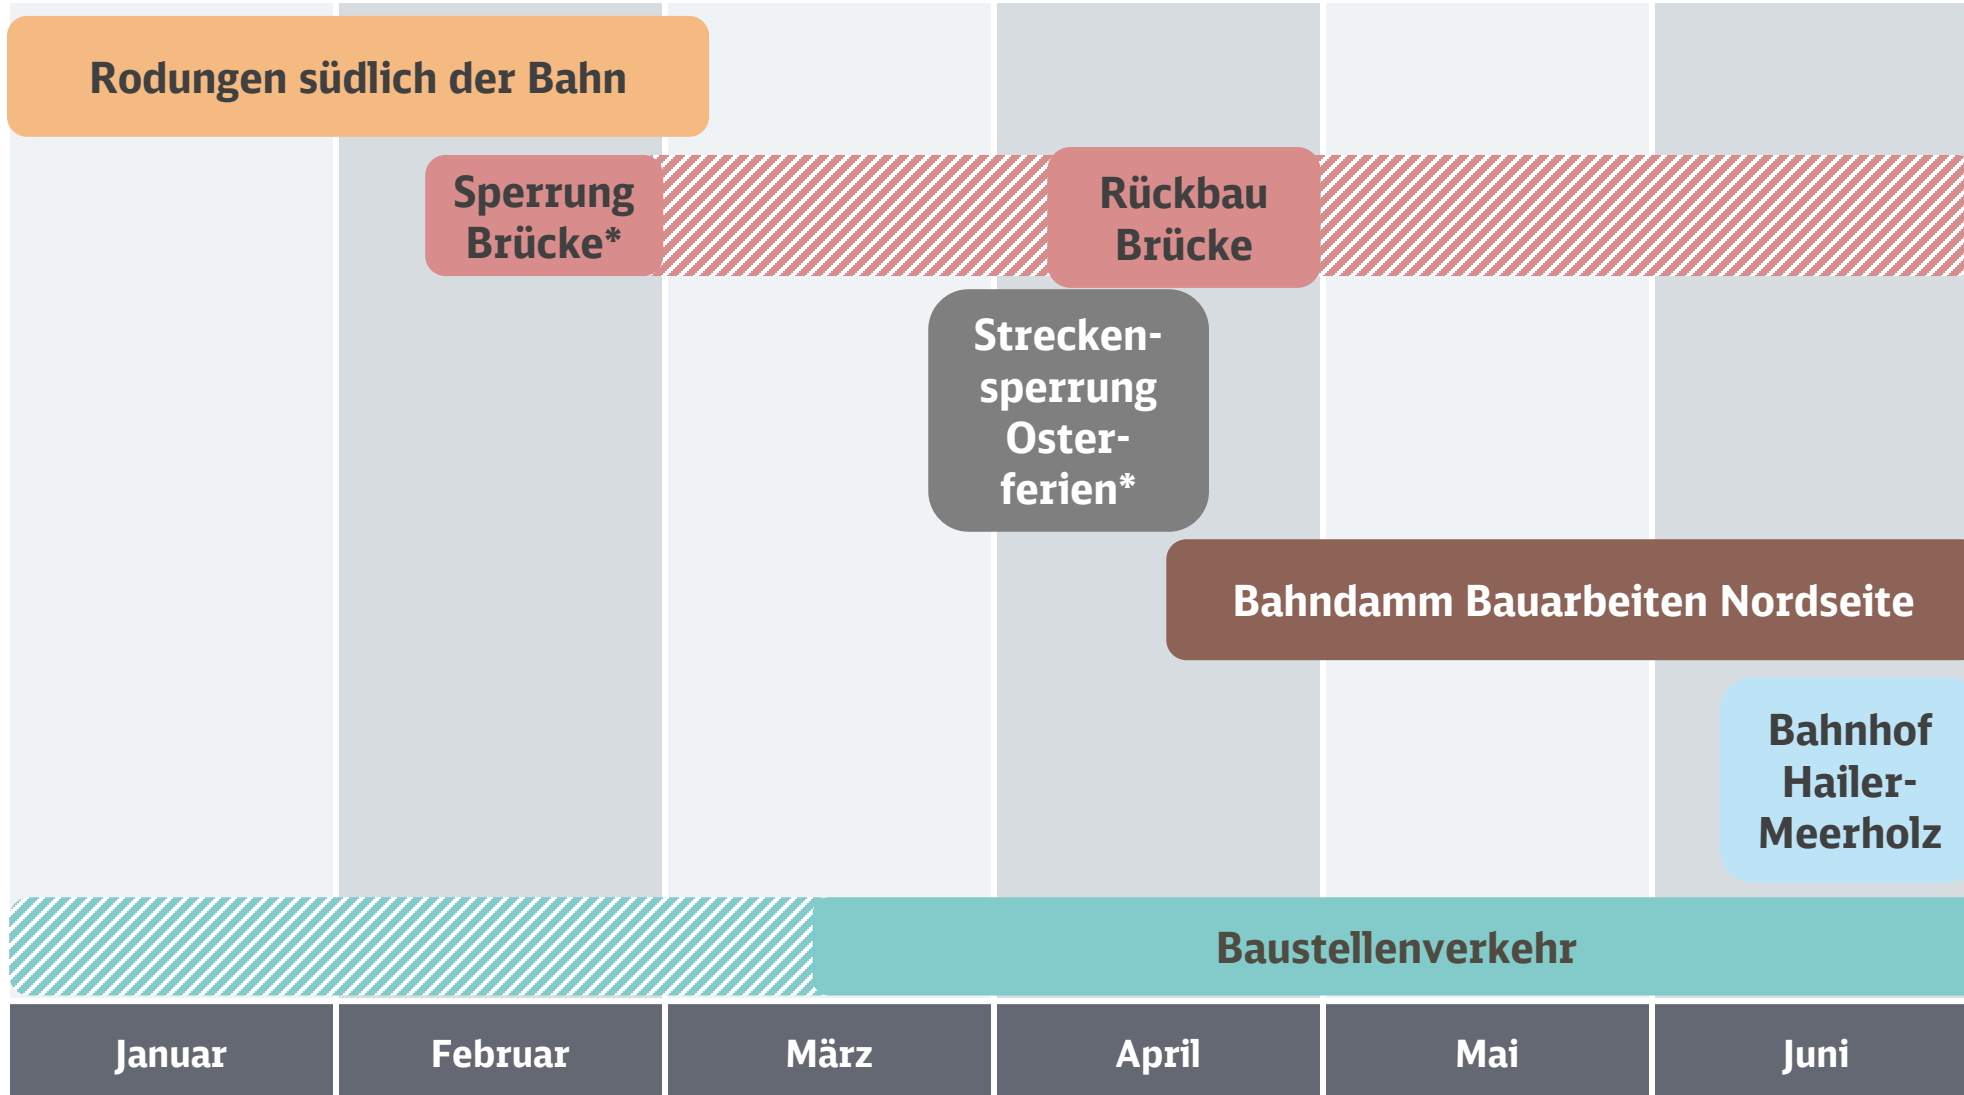 Rodungen südlich der Bahn
Sperrung
Brücke*
Rückbau
Brücke
Strecken-
sperrung
Oster-
ferien*
Bahndamm Bauarbeiten Nordseite
Bahnhof
Hailer-
Meerholz
Baustellenverkehr
Januar
Februar
März
April
Mai
Juni